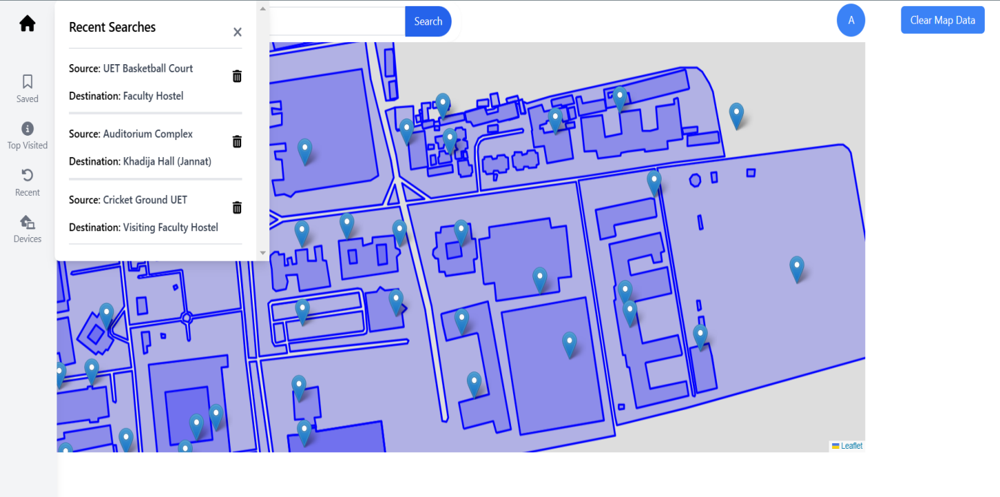 Recent Searches
Search
A
Clear Map Data
Source: UET Basketball Court
Destination: Faculty Hostel
Source: Auditorium Complex
Destination: Khadija Hall (Jannat)
Source: Cricket Ground UET
Destination: Visiting Faculty Hostel
Saved
Top Visited
Recent
Devices
Leaflet